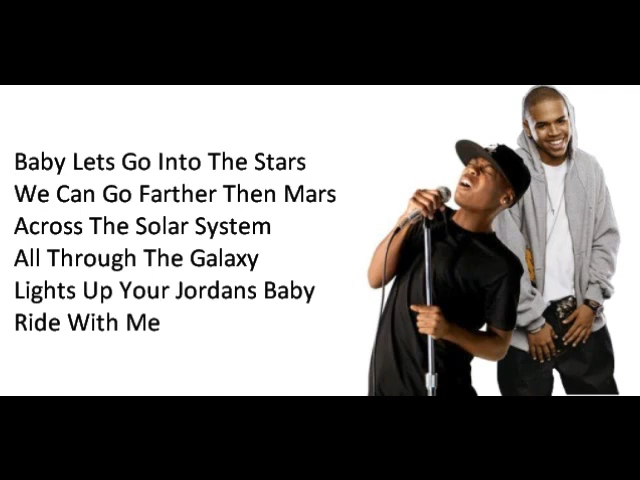 Baby Lets Go Into The Stars
We Can Go Farther Then Mars
Across The Solar System
All Through The Galaxy
Lights Up Your Jordans Baby
Ride With Me